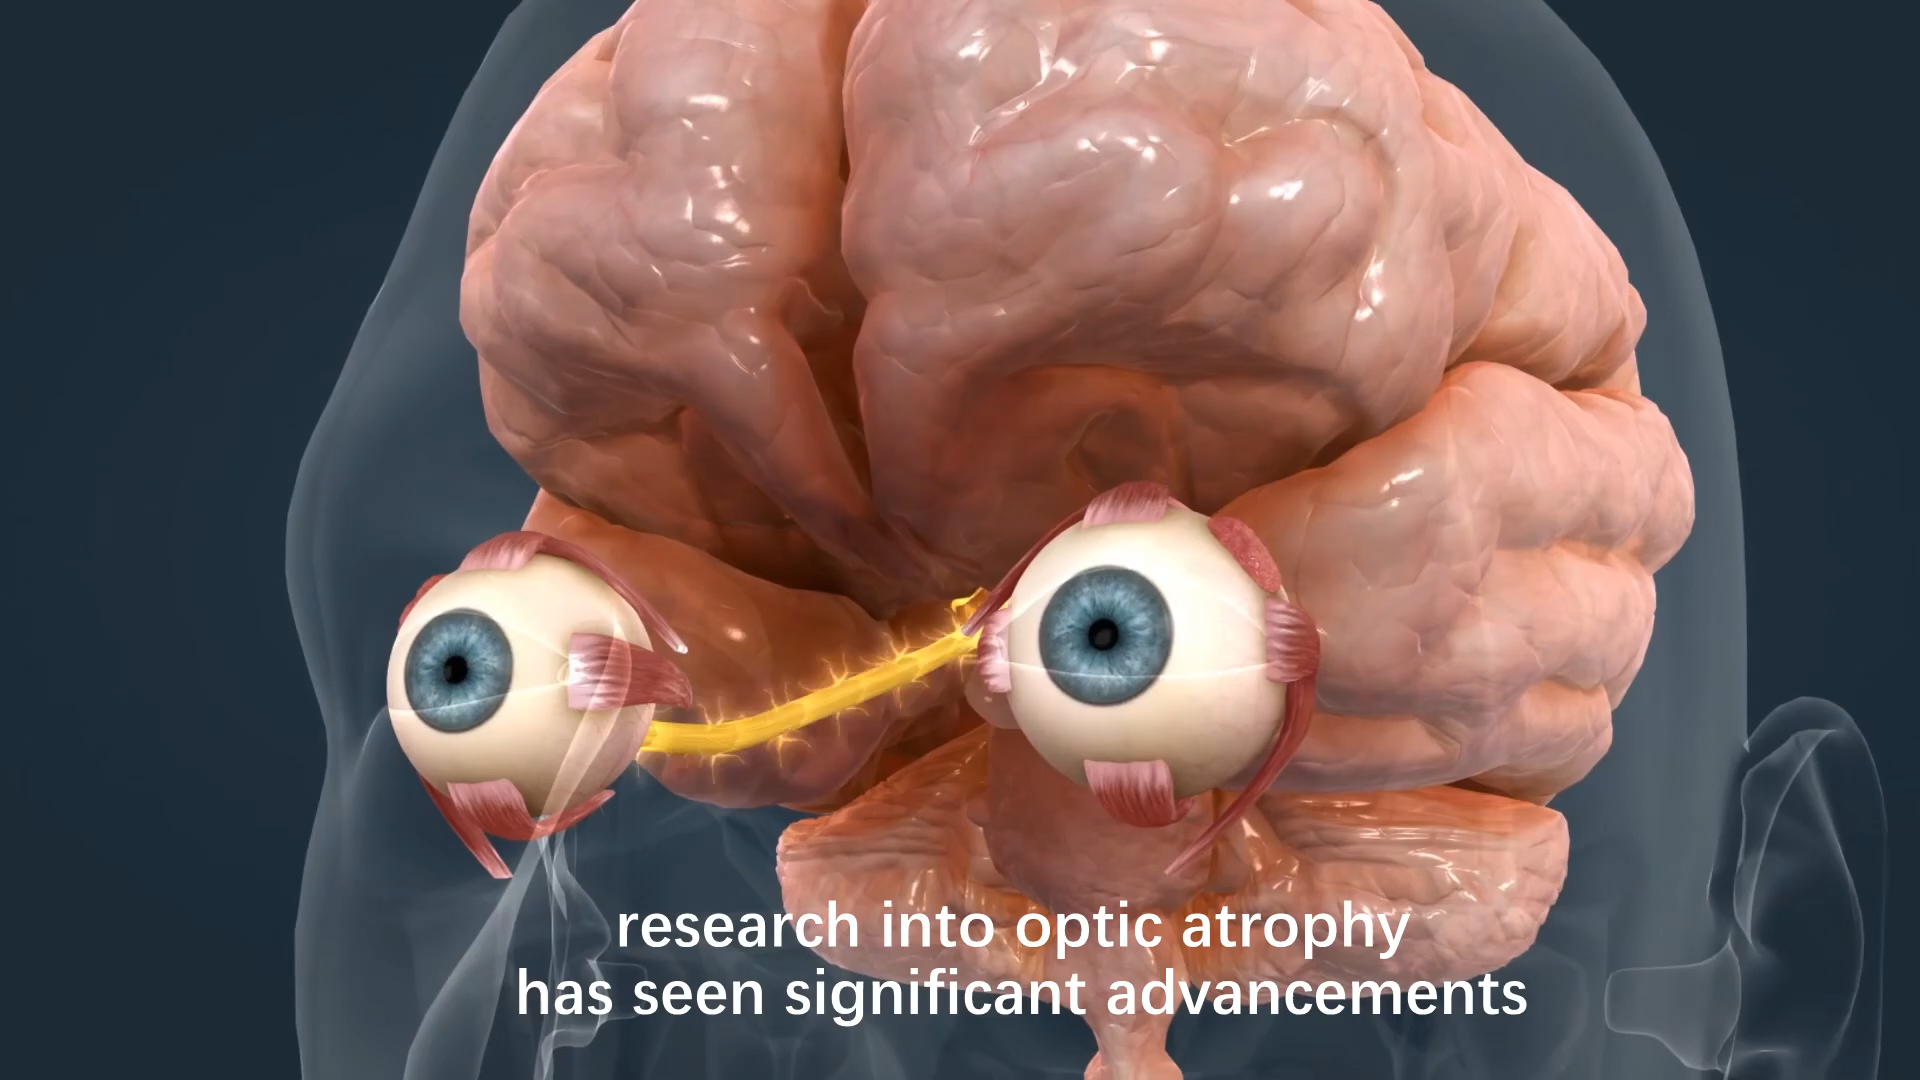 research into optic atrophy
has seen significant advancements